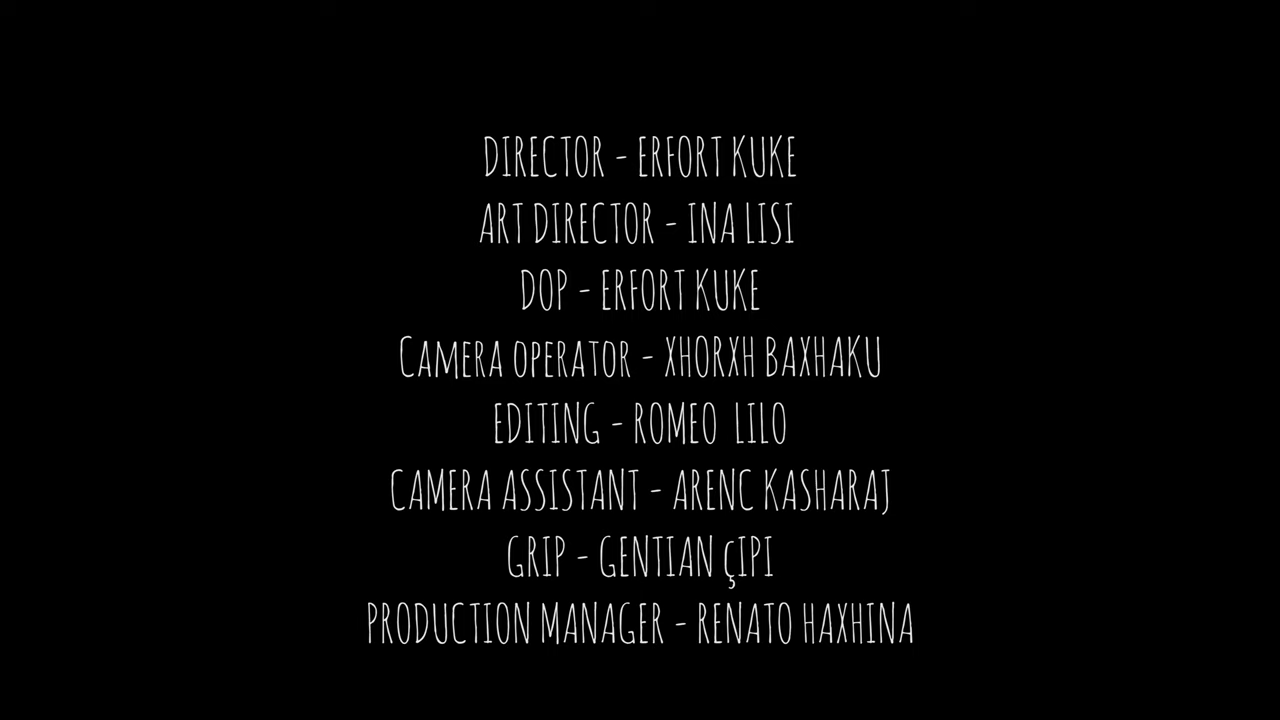 DIRECTOR - ERFORT KUKE
ART DIRECTOR - INA LISI
DOP - ERFORT KUKE
CAMERA OPERATOR - XHORXH BAXHAKU
EDITING - ROMEO  LILO
CAMERA ASSISTANT - ARENC KASHARAJ
GRIP - GENTIAN çIPI
PRODUCTION MANAGER - RENATO HAXHINA